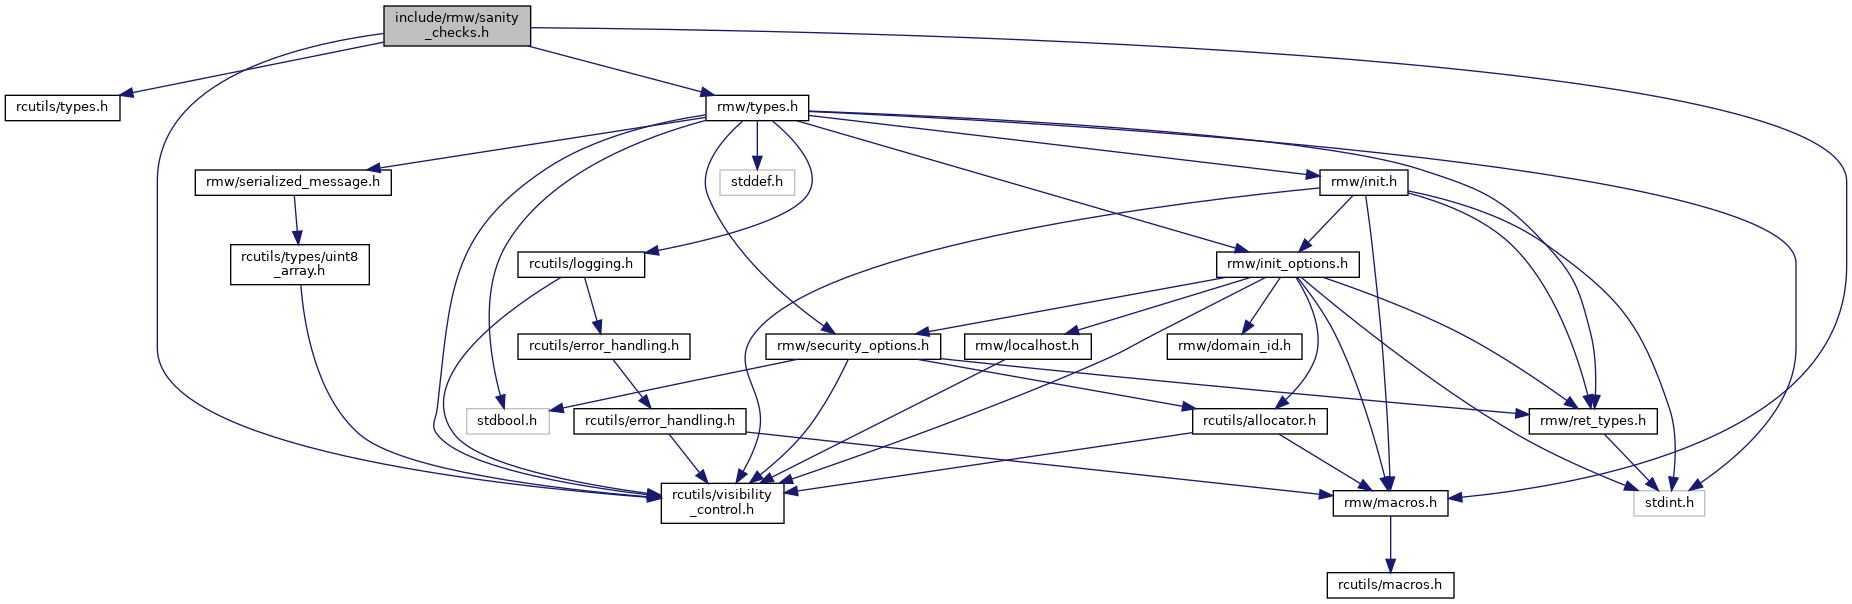 include/rmw/sanity
_checks.h
rcutils/types.h
rmw/types.h
rmw/serialized_message.h
stddef.h
rmw/init.h
rcutils/types/uint8
_array.h
rcutils/logging.h
rmw/init_options.h
rcutils/error_handling.h
rmw/security_options.h
rmw/localhost.h
rmw/domain_id.h
stdbool.h
rcutils/error_handling.h
rcutils/allocator.h
rmw/ret_types.h
rcutils/visibility
_control.h
rmw/macros.h
stdint.h
rcutils/macros.h